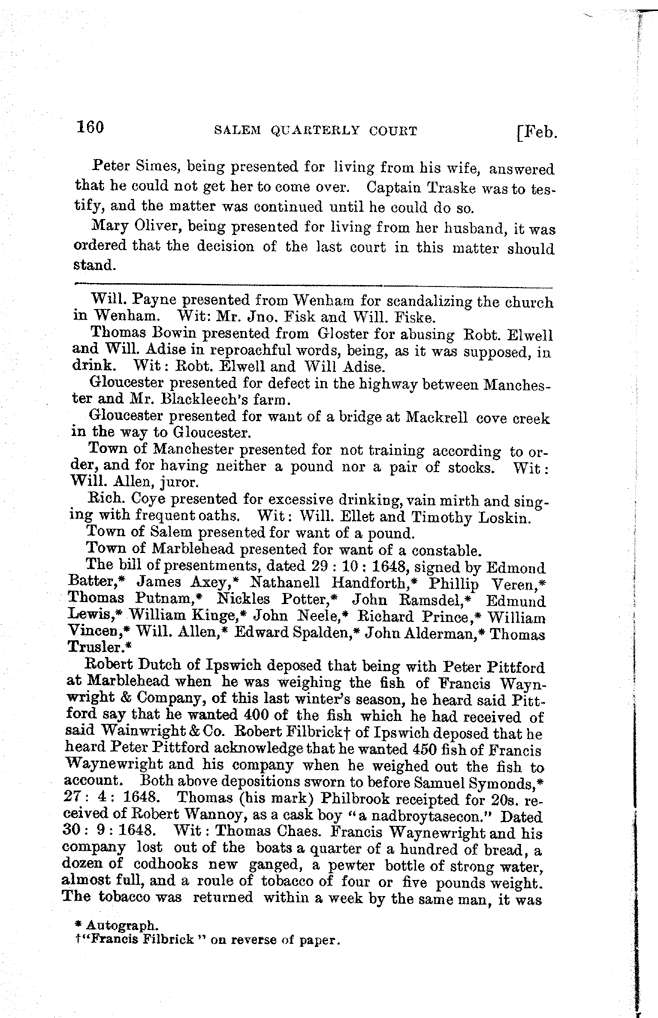 160 SALEM QUARTERLY COURT [Feb.
Peter Simes, being presented for living from his wife, answered
that he could not get her to come over. Captain Traske was to tes-
tify, and the matter was continued until he could do so.
Mary Oliver, being presented for living from her husband, it was
ordered that the decision of the last court in this matter should
stand.
Will. Payne presented from Wenham for scandalizing the church
in Wenham. Wit: Mr. Jno. Fisk and Will. Fiske.
Thomas Bowin presented from Gloster for abusing Robt. Elwell
and Will. Adise in reproachful words, being, as it was supposed, in
drink. Wit: Robt. Elwell and Will Adise.
Gloucester presented for defect in the highway between Manches-
ter and Mr. Blackleech's farm.
Gloucester presented for want of a bridge at Mackrell cove creek
in the way to Gloucester.
Town of Manchester presented for not training according to or-
der, and for having neither a pound nor a pair of stocks. Wit:
Will. Allen, juror.
Rich. Coye presented for excessive drinking, vain mirth and sing-
ing with frequent oaths. Wit: Will. Ellet and Timothy Loskin.
Town of Salem presented for want of a pound.
Town of Marblehead presented for want of a constable.
The bill of presentments, dated 29 : 10 : 1648, signed by Edmond
Batter,* James Axey,* Nathanell Handforth,* Phillip Veren,*
Thomas Putnam,* Nickles Potter,* John Ramsdel,* Edmund
Lewis,* William Kinge,* John Neele,* Richard Prince,* William
Vincen,* Will. Allen,* Edward Spalden,* John Alderman,* Thomas
Trusler.*
Robert Dutch of Ipswich deposed that being with Peter Pittford
at Marblehead when he was weighing the fish of Francis Wayn-
wright & Company, of this last winter's season, he heard said Pitt-
ford say that he wanted 400 of the fish which he had received of
said Wainwright & Co. Robert Filbrick† of Ipswich deposed that he
heard Peter Pittford acknowledge that he wanted 450 fish of Francis
Waynewright and his company when he weighed out the fish to
account. Both above depositions sworn to before Samuel Symonds,*
27 : 4 : 1648. Thomas (his mark) Philbrook receipted for 20s. re-
ceived of Robert Wannoy, as a cask boy "a nadbroytasecon." Dated
30 : 9 : 1648. Wit : Thomas Chaes. Francis Waynewright and his
company lost out of the boats a quarter of a hundred of bread, a
dozen of codhooks new ganged, a pewter bottle of strong water,
almost full, and a roule of tobacco of four or five pounds weight.
The tobacco was returned within a week by the same man, it was
* Autograph.
†"Francis Filbrick" on reverse of paper.